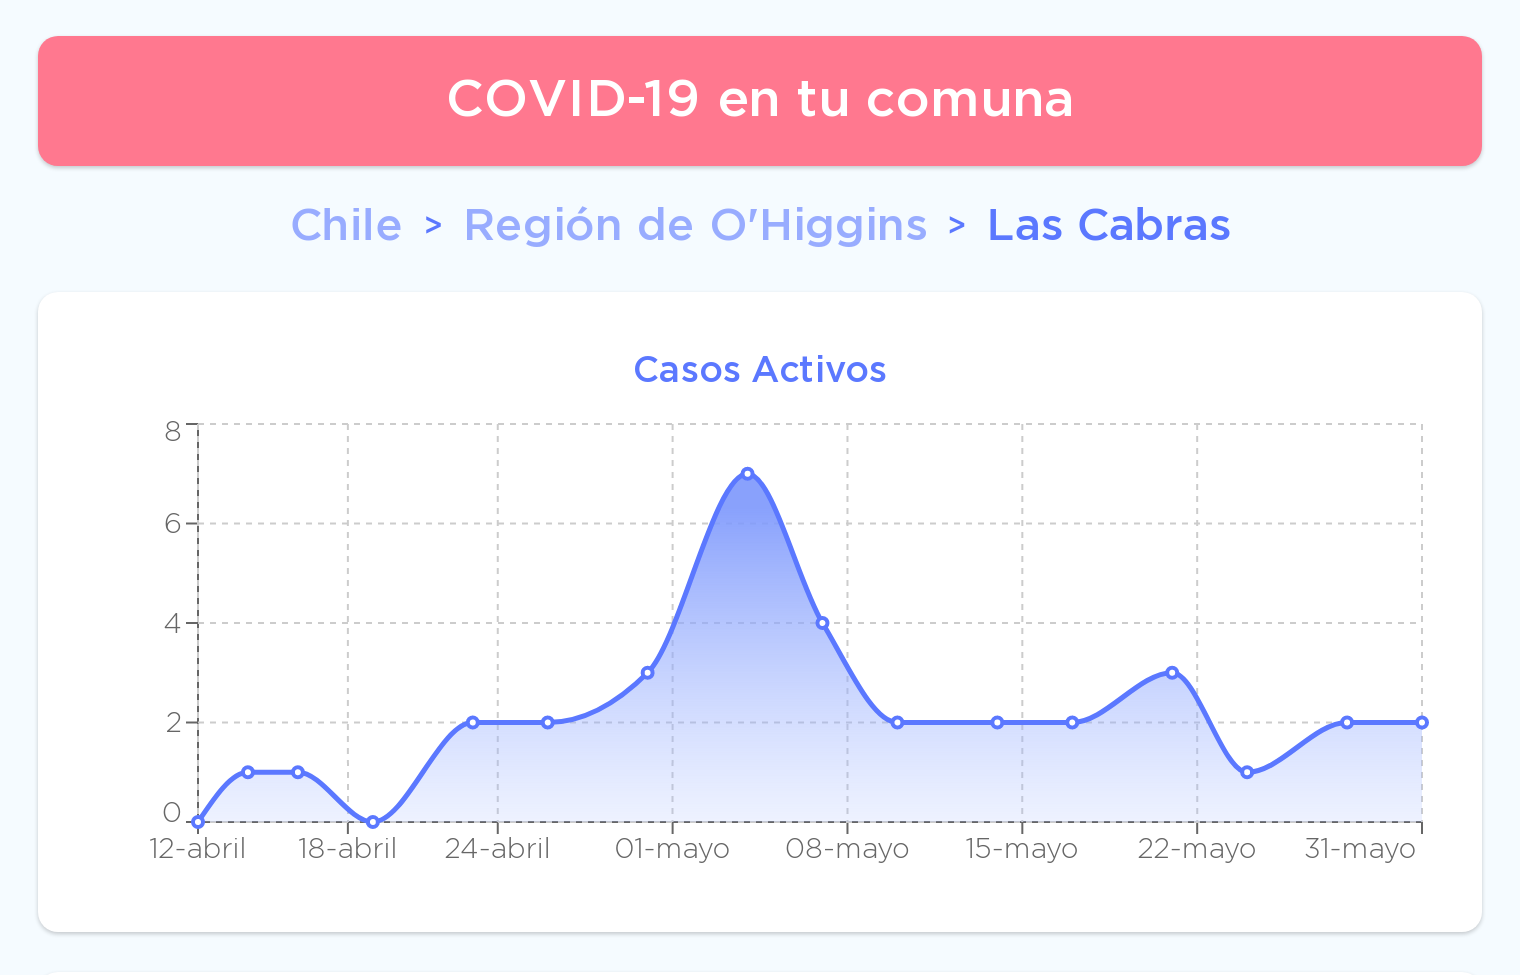 COVID-19 en tu comuna
Chile > Región de O'Higgins > Las Cabras
Casos Activos
8
6
4
2
0
12-abril 18-abril 24-abril 01-mayo 08-mayo 15-mayo 22-mayo 31-mayo